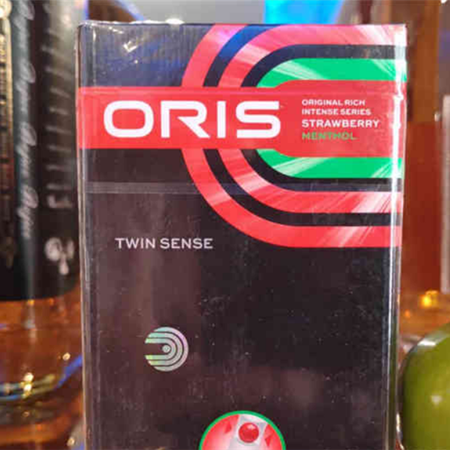 ORIS
ORIGINAL RICH
INTENSE SERIES
STRAWBERRY
MENTHOL
TWIN SENSE